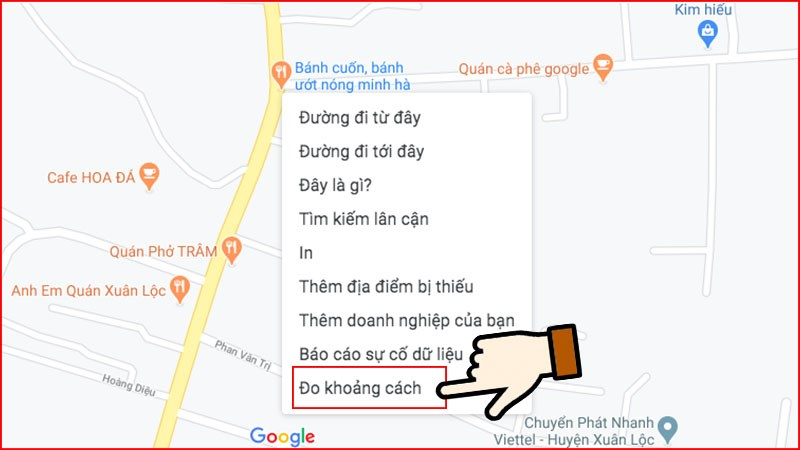 Kim hiếu
Bánh cuốn, bánh
ướt nóng minh hà
Quán cà phê google
Đường đi từ đây
Đường đi tới đây
Cafe HOA ĐÁ
Đây là gì?
Tìm kiếm lân cận
Quán Phở TRÂM
In
Anh Em Quán Xuân Lộc
Thêm địa điểm bị thiếu
Thêm doanh nghiệp của bạn
Phan Văn Trị
Báo cáo sự cố dữ liệu
Hoàng Diệu
Đo khoảng cách
Google
Chuyển Phát Nhanh
Viettel - Huyện Xuân Lộc